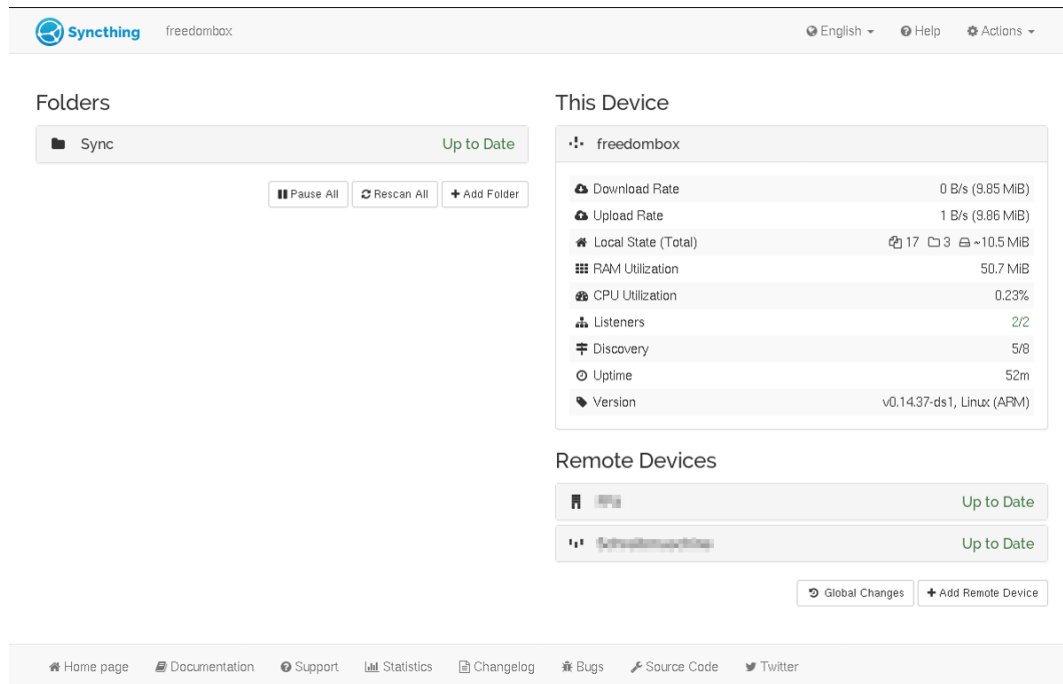 Syncthing freedombox English Help Actions
Folders
Sync Up to Date
Pause All Rescan All Add Folder
This Device
freedombox
Download Rate 0 B/s (9.85 MiB)
Upload Rate 1 B/s (9.86 MiB)
Local State (Total) 17 3 ~10.5 MiB
RAM Utilization 50.7 MiB
CPU Utilization 0.23%
Listeners 2/2
Discovery 5/8
Uptime 52m
Version v0.14.37-ds1, Linux (ARM)
Remote Devices
Up to Date
Up to Date
Global Changes Add Remote Device
Home page Documentation Support Statistics Changelog Bugs Source Code Twitter